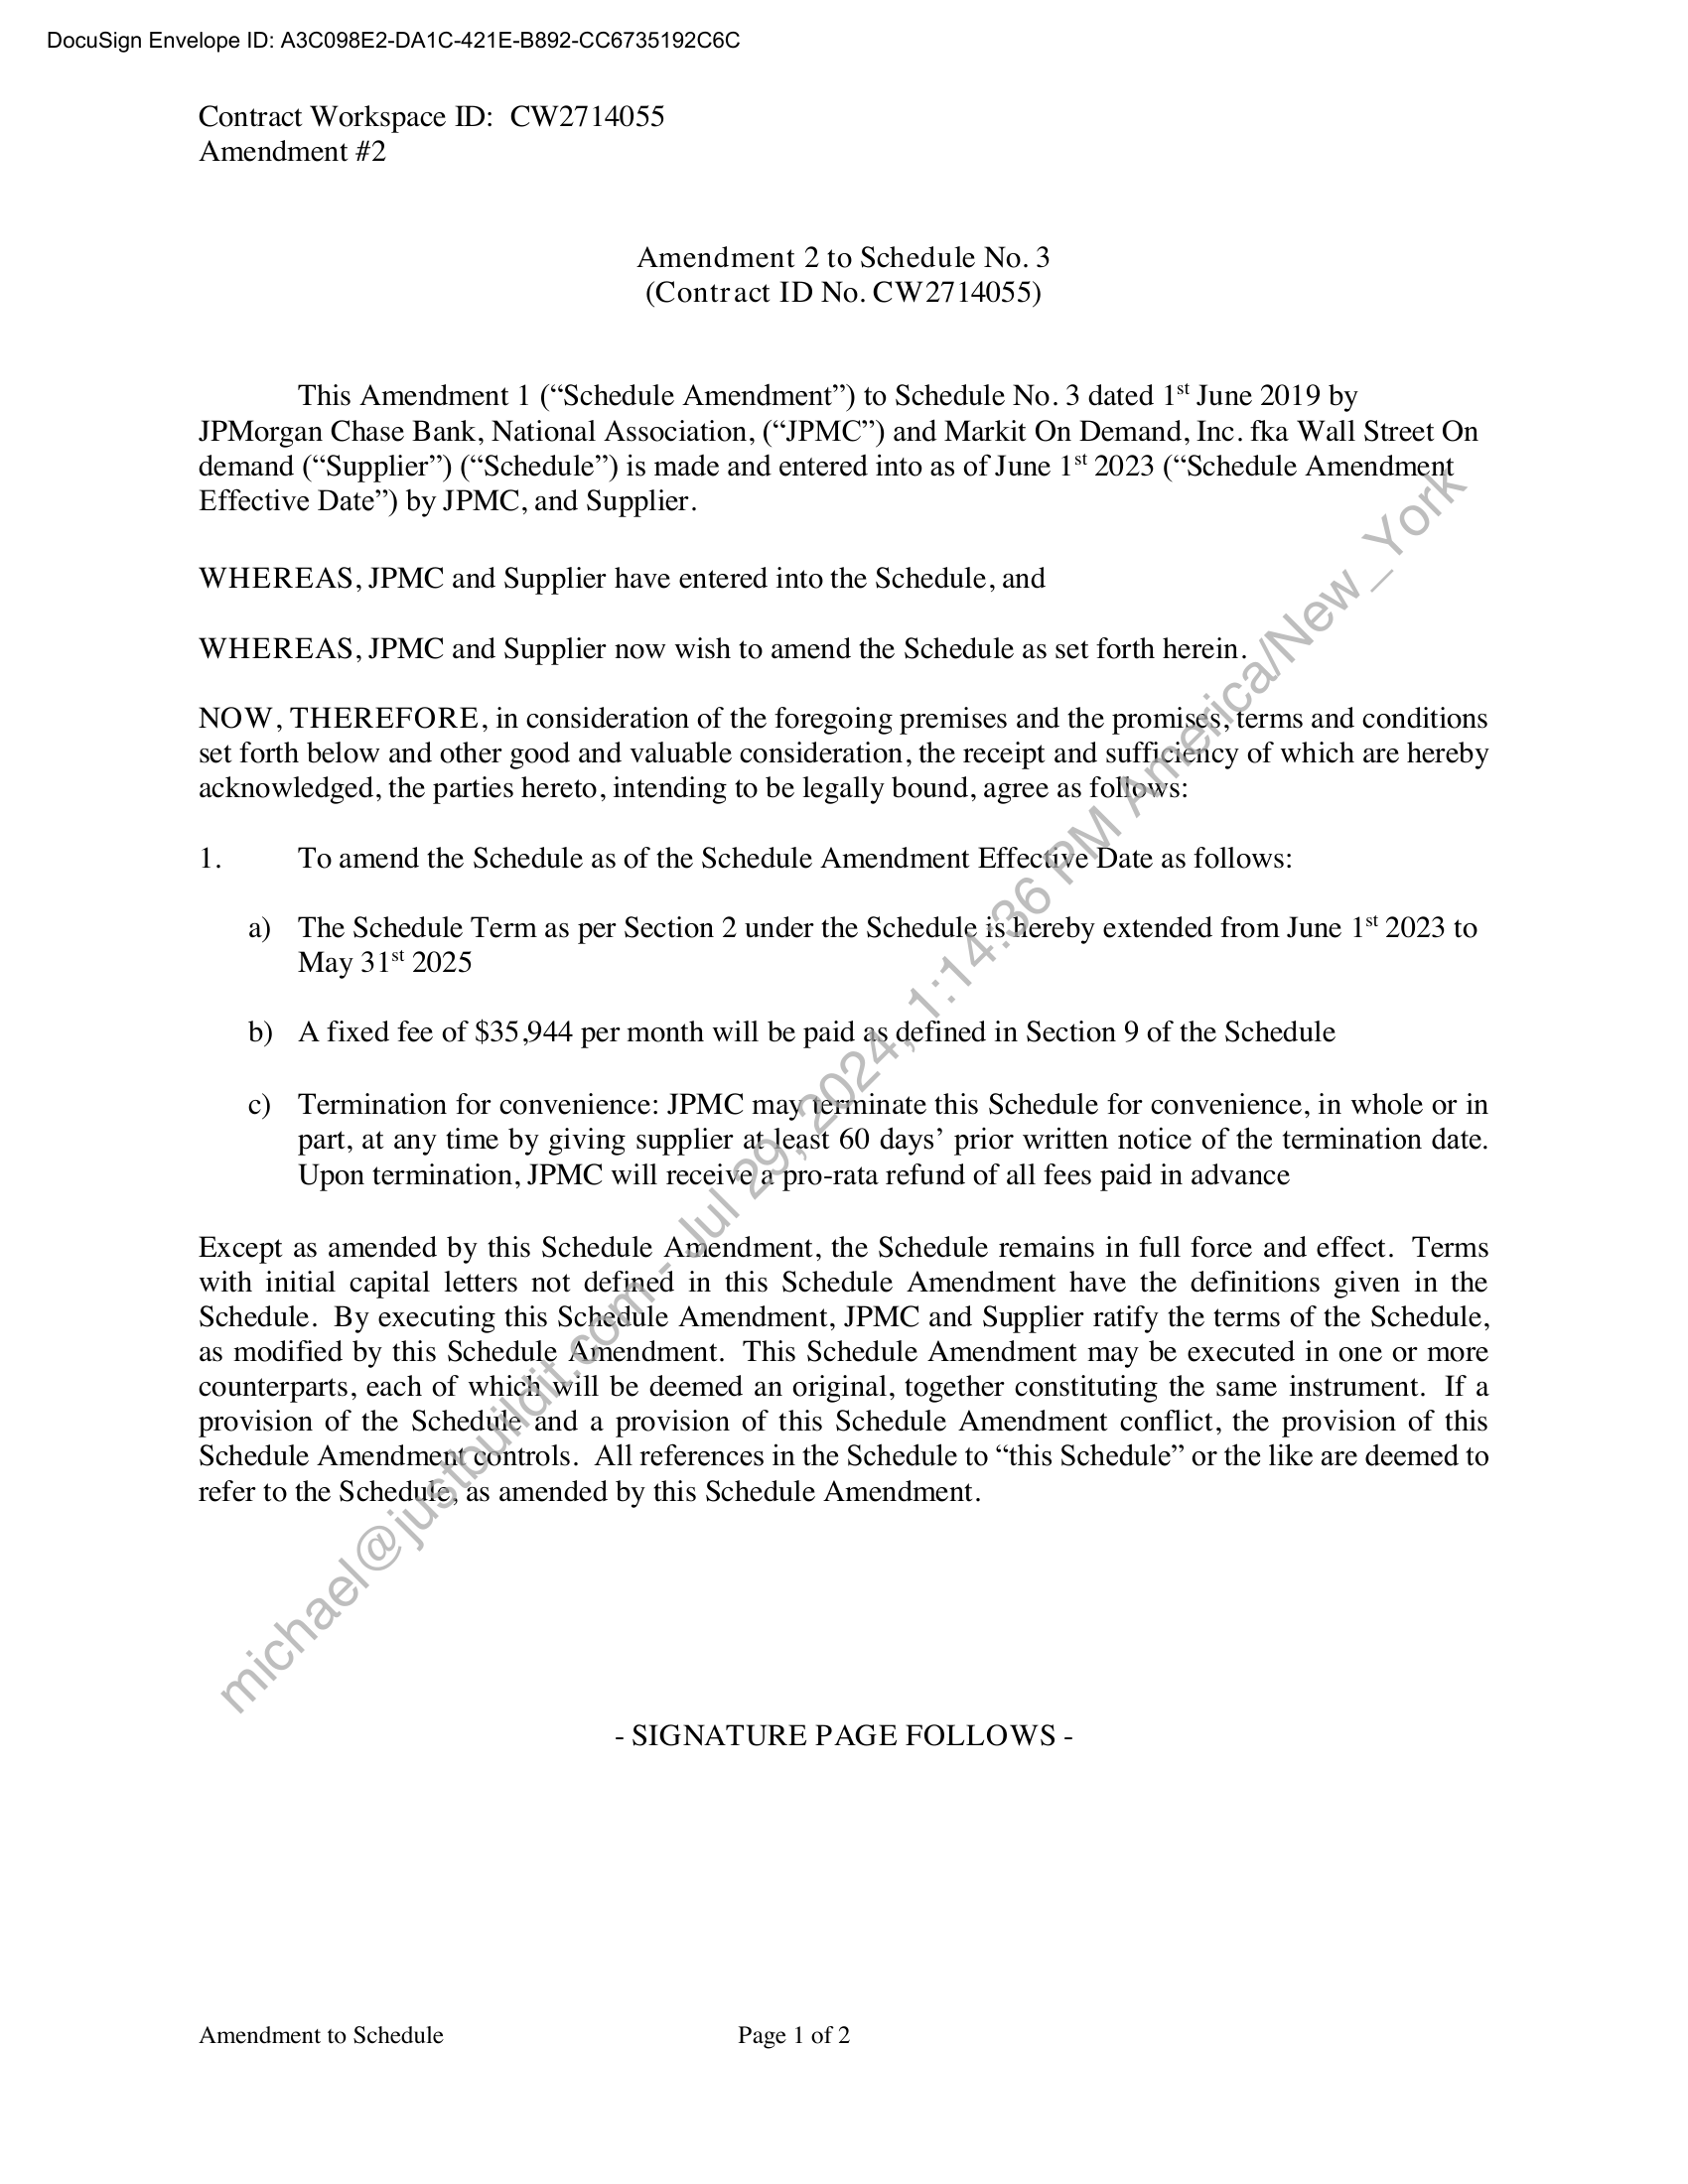 DocuSign Envelope ID: A3C098E2-DA1C-421E-B892-CC6735192C6C
Contract Workspace ID: CW2714055
Amendment #2
Amendment 2 to Schedule No. 3
(Contract ID No. CW2714055)
This Amendment 1 (“Schedule Amendment”) to Schedule No. 3 dated 1st June 2019 by
JPMorgan Chase Bank, National Association, (“JPMC”) and Markit On Demand, Inc. fka Wall Street On
demand (“Supplier”) (“Schedule”) is made and entered into as of June 1st 2023 (“Schedule Amendment
Effective Date”) by JPMC, and Supplier.
WHEREAS, JPMC and Supplier have entered into the Schedule, and
WHEREAS, JPMC and Supplier now wish to amend the Schedule as set forth herein.
NOW, THEREFORE, in consideration of the foregoing premises and the promises, terms and conditions
set forth below and other good and valuable consideration, the receipt and sufficiency of which are hereby
acknowledged, the parties hereto, intending to be legally bound, agree as follows:
1. To amend the Schedule as of the Schedule Amendment Effective Date as follows:
a) The Schedule Term as per Section 2 under the Schedule is hereby extended from June 1st 2023 to
May 31st 2025
b) A fixed fee of $35,944 per month will be paid as defined in Section 9 of the Schedule
c) Termination for convenience: JPMC may terminate this Schedule for convenience, in whole or in
part, at any time by giving supplier at least 60 days’ prior written notice of the termination date.
Upon termination, JPMC will receive a pro-rata refund of all fees paid in advance
Except as amended by this Schedule Amendment, the Schedule remains in full force and effect. Terms
with initial capital letters not defined in this Schedule Amendment have the definitions given in the
Schedule. By executing this Schedule Amendment, JPMC and Supplier ratify the terms of the Schedule,
as modified by this Schedule Amendment. This Schedule Amendment may be executed in one or more
counterparts, each of which will be deemed an original, together constituting the same instrument. If a
provision of the Schedule and a provision of this Schedule Amendment conflict, the provision of this
Schedule Amendment controls. All references in the Schedule to “this Schedule” or the like are deemed to
refer to the Schedule, as amended by this Schedule Amendment.
michael@justbuildit.com - Jul 29, 2024, 1:14:36 PM America/New_York
- SIGNATURE PAGE FOLLOWS -
Amendment to Schedule Page 1 of 2